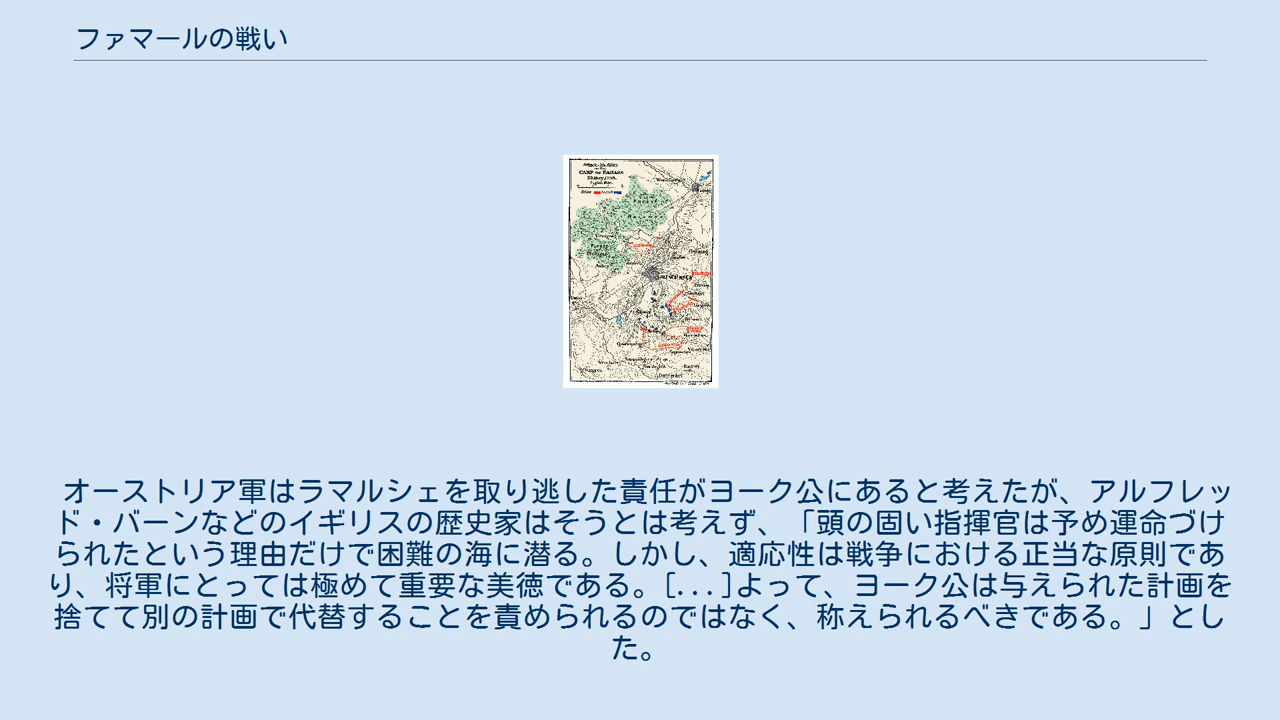 ファマールの戦い
CAMP OF FAMARS
オーストリア軍はラマルシェを取り逃した責任がヨーク公にあると考えたが、アルフレッ
ド・バーンなどのイギリスの歴史家はそうとは考えず、「頭の固い指揮官は予め運命づけ
られたという理由だけで困難の海に潜る。しかし、適応性は戦争における正当な原則であ
り、将軍にとっては極めて重要な美徳である。[...]よって、ヨーク公は与えられた計画を
捨てて別の計画で代替することを責められるのではなく、称えられるべきである。」とし
た。